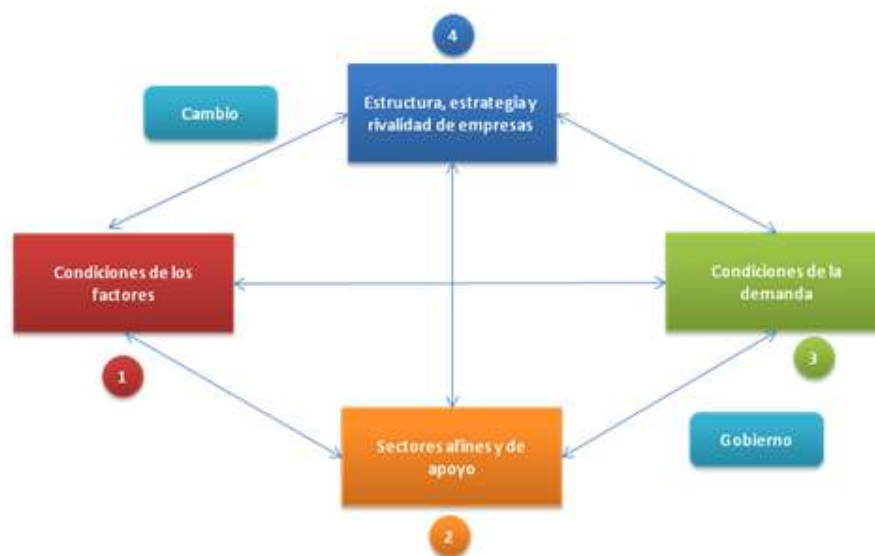 4
Estructura, estrategia y
rivalidad de empresas
Cambio
Condiciones de los
factores
Condiciones de la
demanda
1
3
Sectores afines y de
apoyo
Gobierno
2